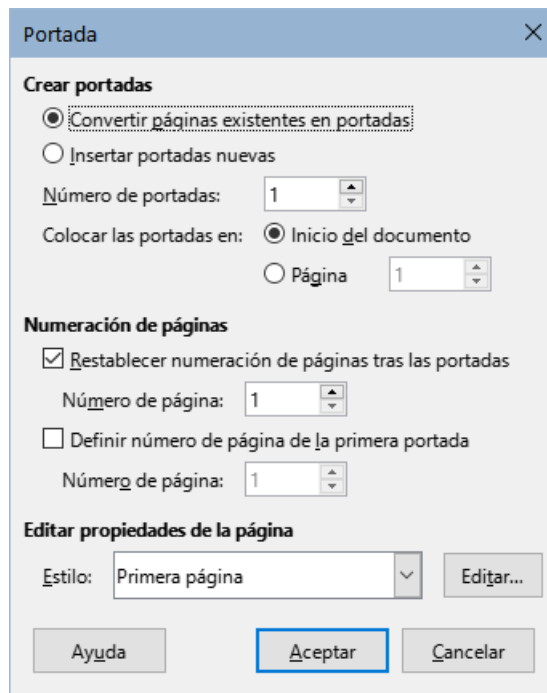 Portada
Crear portadas
Convertir páginas existentes en portadas
Insertar portadas nuevas
Número de portadas: 1
Colocar las portadas en: Inicio del documento
Página 1
Numeración de páginas
Restablecer numeración de páginas tras las portadas
Número de página: 1
Definir número de página de la primera portada
Número de página: 1
Editar propiedades de la página
Estilo: Primera página Editar...
Ayuda Aceptar Cancelar